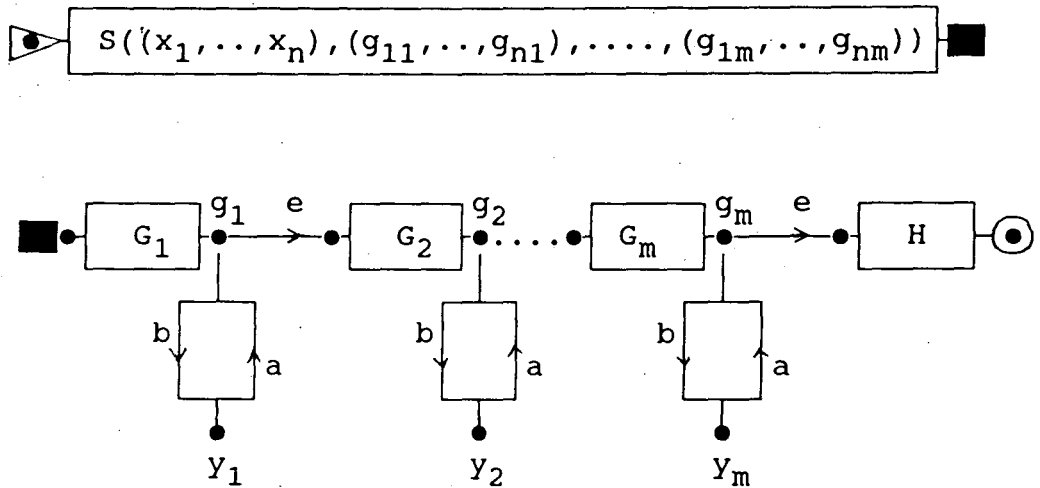 S((x1,..,xn),(g11,..,gn1),....,(g1m,..,gnm))
g1 e g2 gm e
G1 G2 .... Gm H
b a b a b a
y1 y2 ym